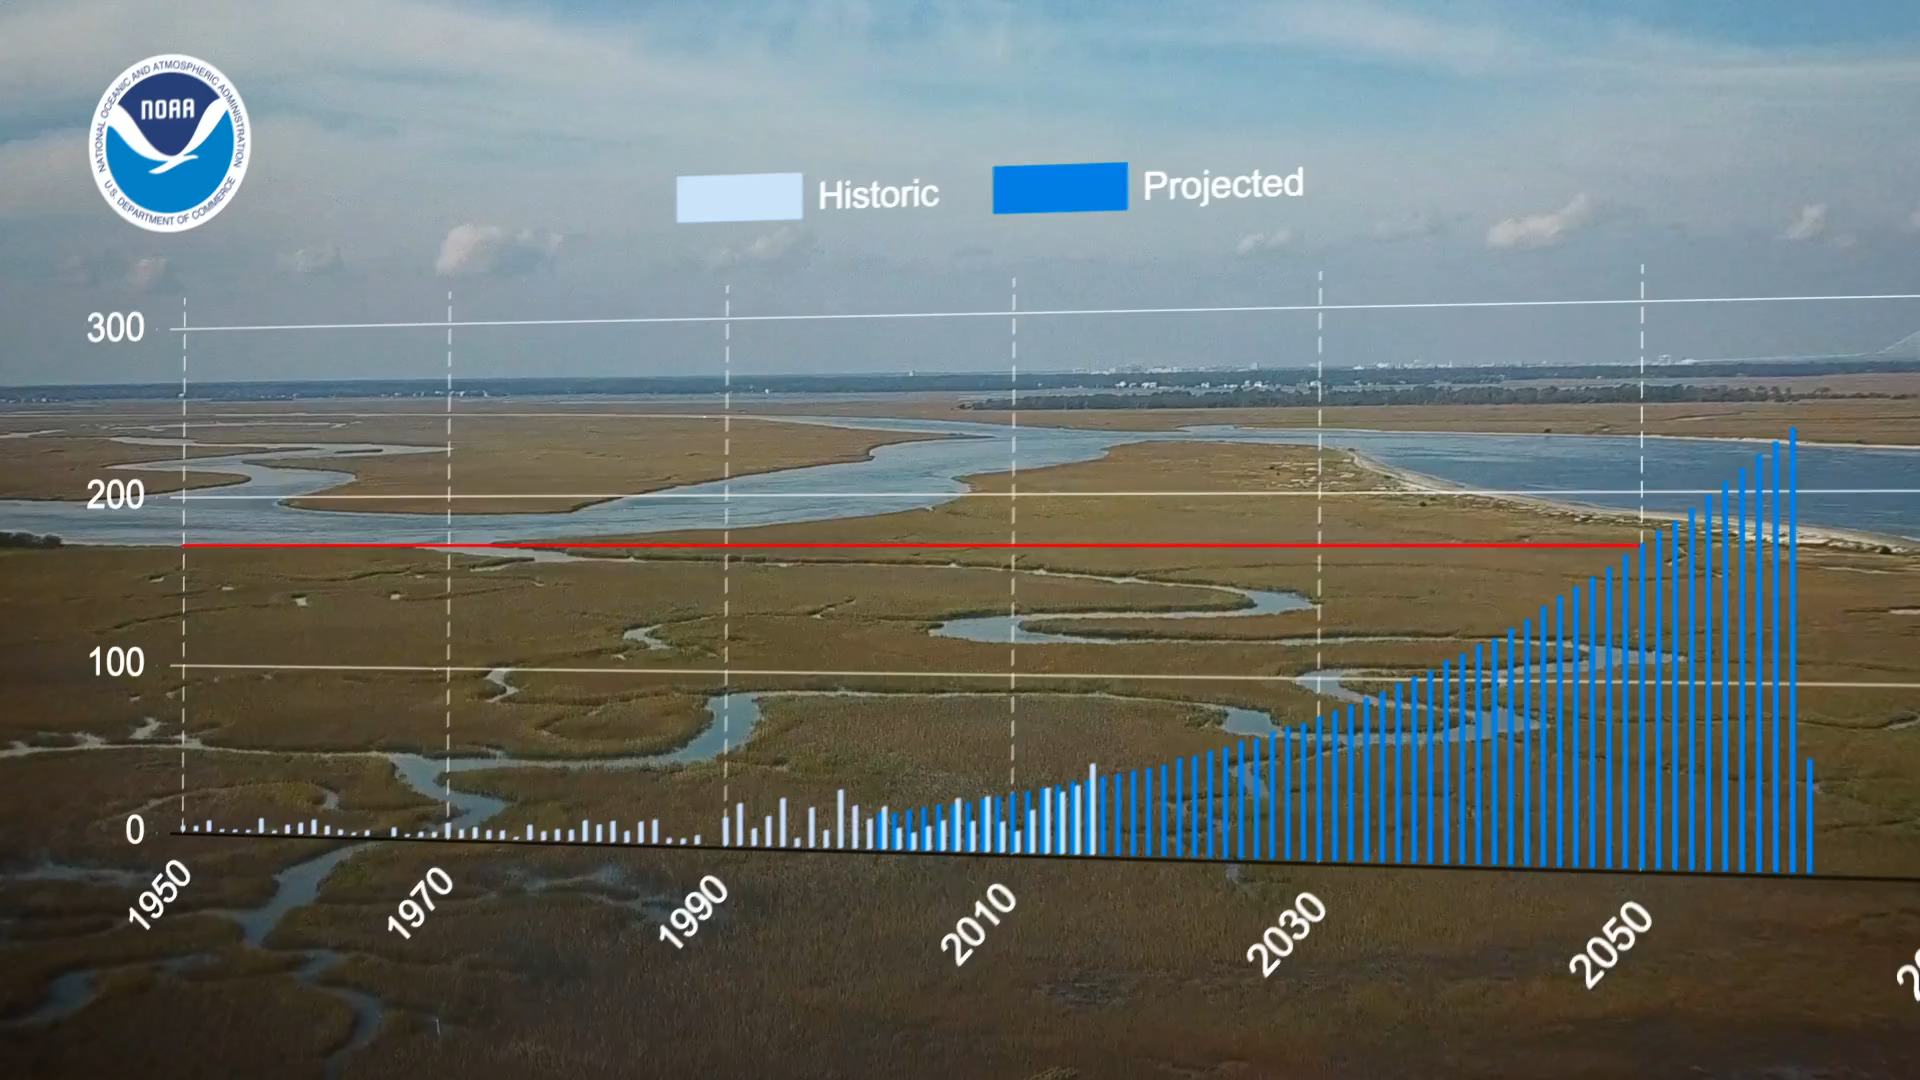 NATIONAL OCEANIC AND ATMOSPHERIC ADMINISTRATION
NOAA
U.S. DEPARTMENT OF COMMERCE
Historic
Projected
300
200
100
0
1950
1970
1990
2010
2030
2050